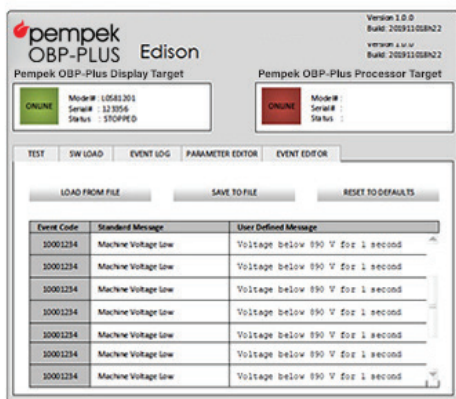 pempek
OBP-PLUS Edison
Version 1.0.0
Build: 201911018h22
Version 1.0.0
Build: 201911018h22
Pempek OBP-Plus Display Target
Pempek OBP-Plus Processor Target
ONLINE
Model# : L0581201
Serial# : 123356
Status : STOPPED
ONLINE
Model# :
Serial# :
Status :
TEST SW LOAD EVENT LOG PARAMETER EDITOR EVENT EDITOR
LOAD FROM FILE SAVE TO FILE RESET TO DEFAULTS
Event Code Standard Message User Defined Message
10001234 Machine Voltage Low Voltage below 890 V for 1 second
10001234 Machine Voltage Low Voltage below 890 V for 1 second
10001234 Machine Voltage Low Voltage below 890 V for 1 second
10001234 Machine Voltage Low Voltage below 890 V for 1 second
10001234 Machine Voltage Low Voltage below 890 V for 1 second
10001234 Machine Voltage Low Voltage below 890 V for 1 second
10001234 Machine Voltage Low Voltage below 890 V for 1 second